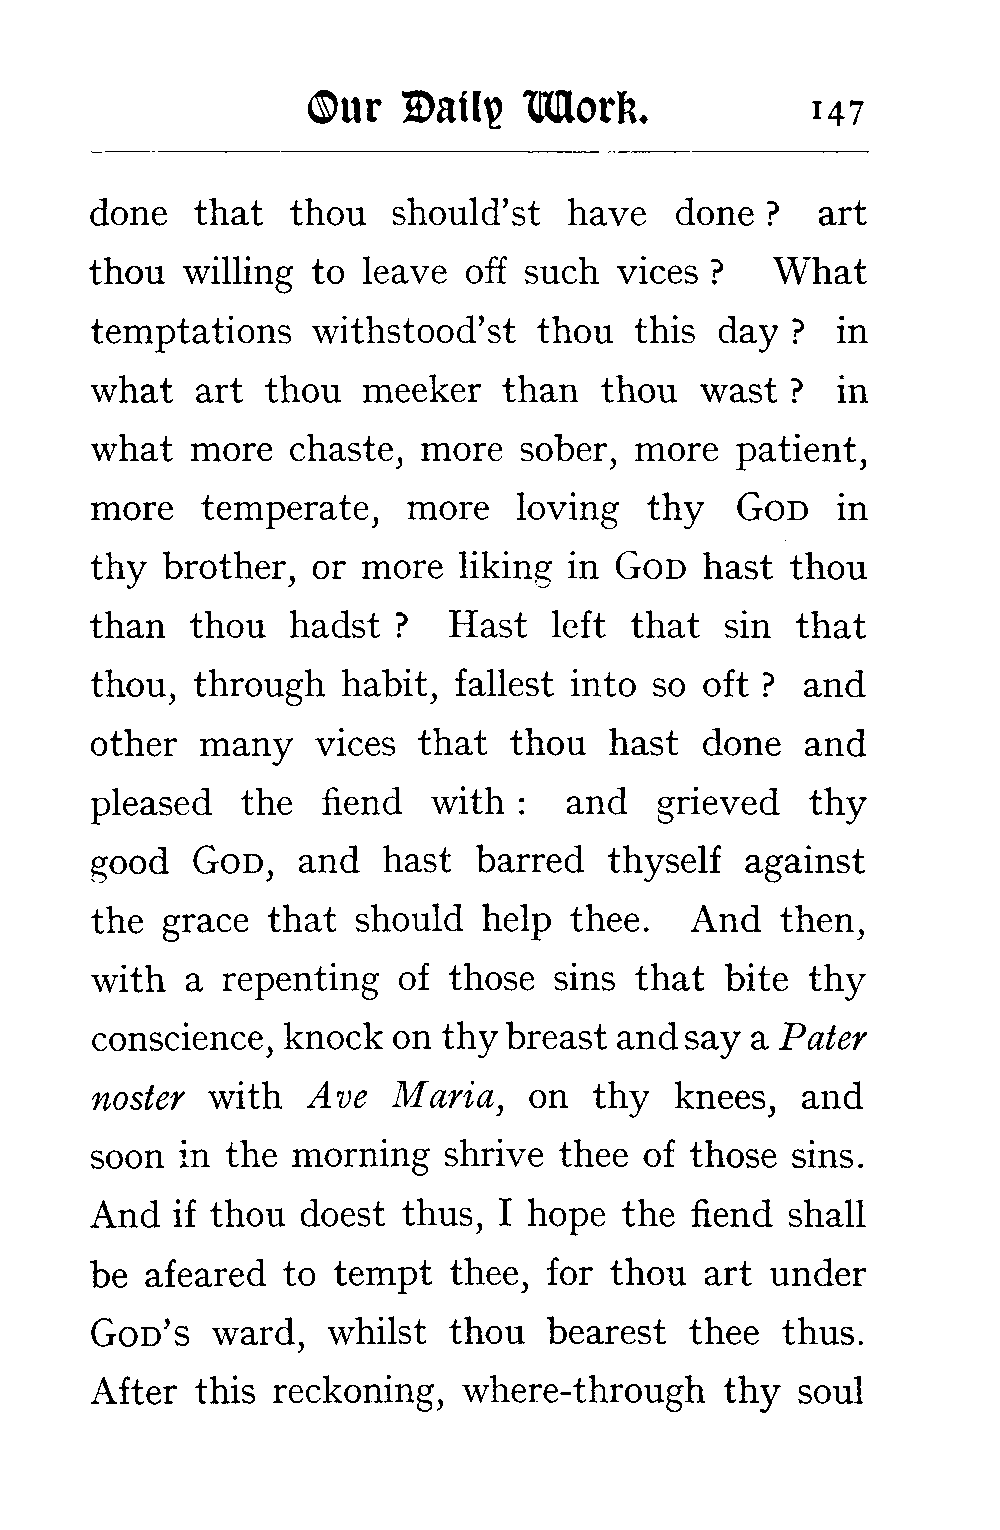 Our Daily Work. 147
done that thou should'st have done ? art
thou willing to leave off such vices ? What
temptations withstood'st thou this day ? in
what art thou meeker than thou wast ? in
what more chaste, more sober, more patient,
more temperate, more loving thy GOD in
thy brother, or more liking in GOD hast thou
than thou hadst ? Hast left that sin that
thou, through habit, fallest into so oft ? and
other many vices that thou hast done and
pleased the fiend with : and grieved thy
good GOD, and hast barred thyself against
the grace that should help thee. And then,
with a repenting of those sins that bite thy
conscience, knock on thy breast and say a Pater
noster with Ave Maria, on thy knees, and
soon in the morning shrive thee of those sins.
And if thou doest thus, I hope the fiend shall
be afeared to tempt thee, for thou art under
GOD's ward, whilst thou bearest thee thus.
After this reckoning, where-through thy soul